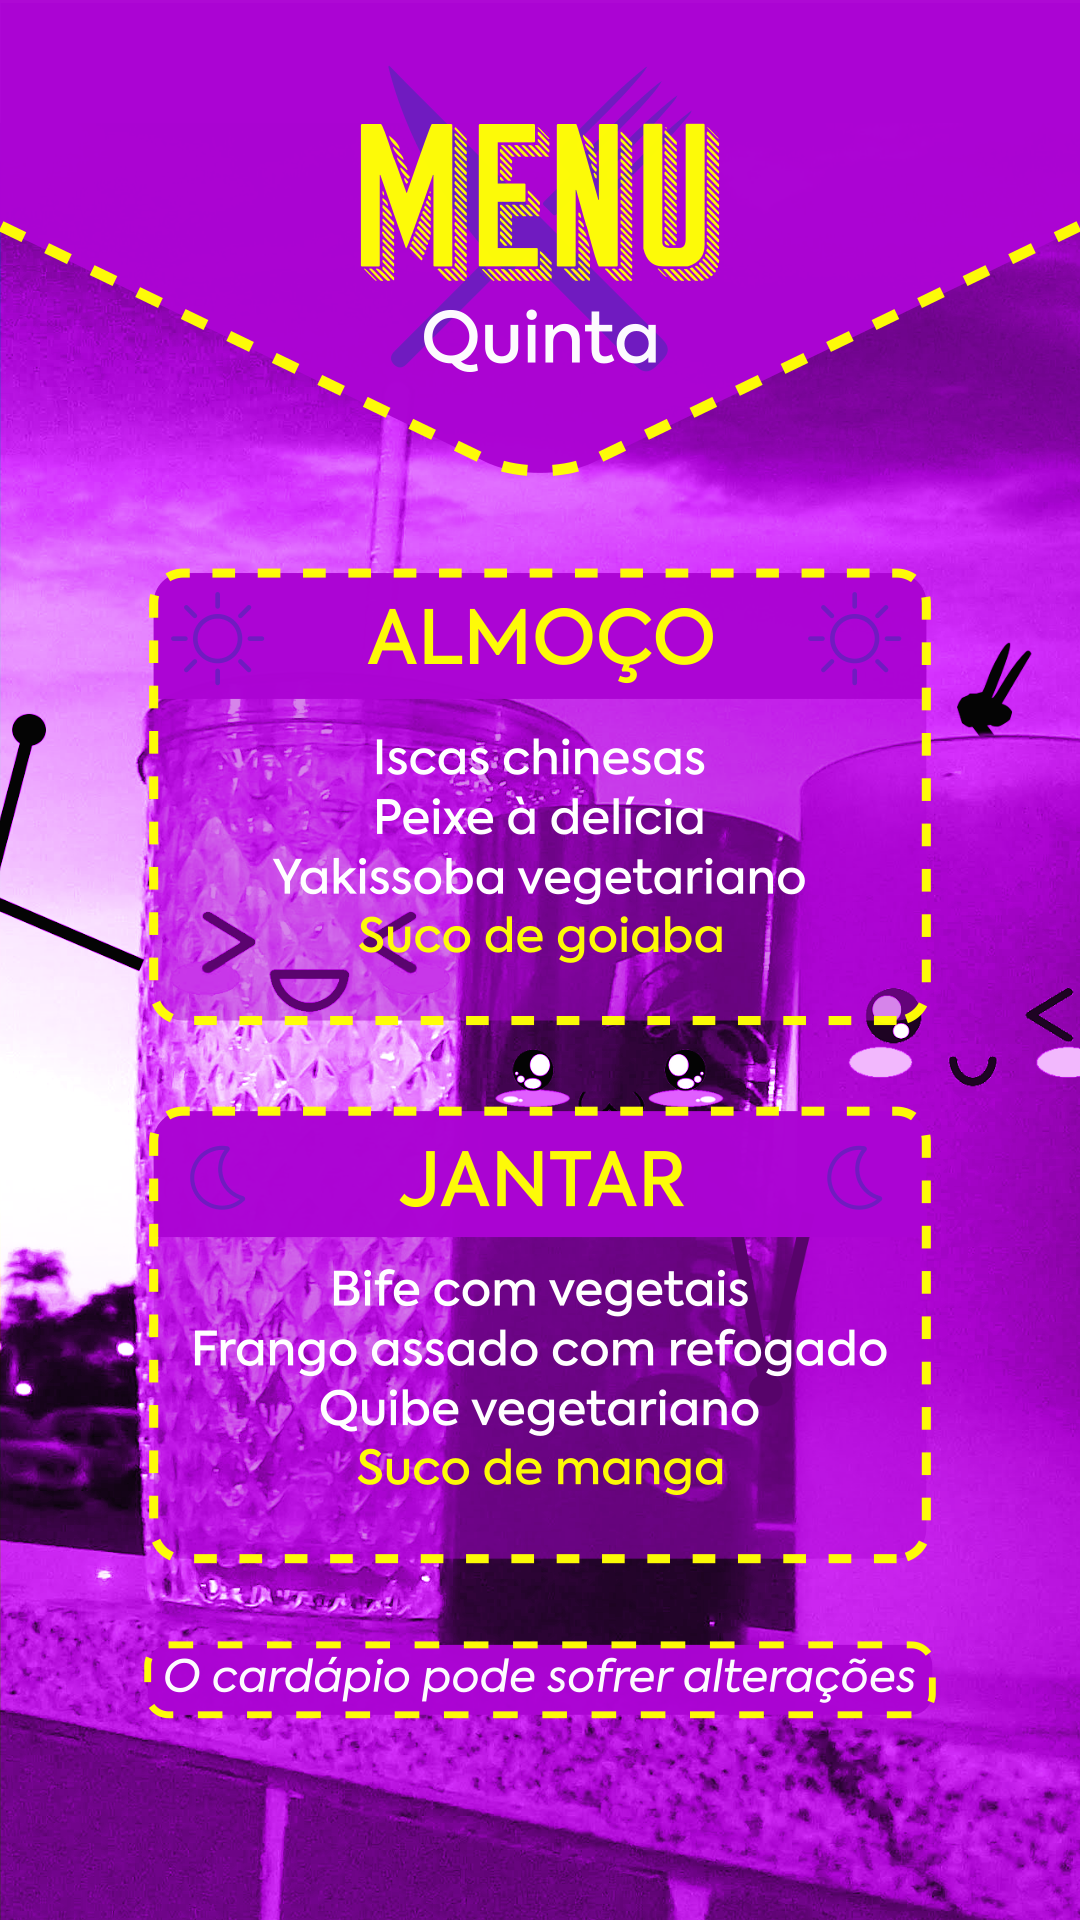 MENU
Quinta
ALMOÇO
Iscas chinesas
Peixe à delícia
Yakissoba vegetariano
Suco de goiaba
JANTAR
Bife com vegetais
Frango assado com refogado
Quibe vegetariano
Suco de manga
O cardápio pode sofrer alterações